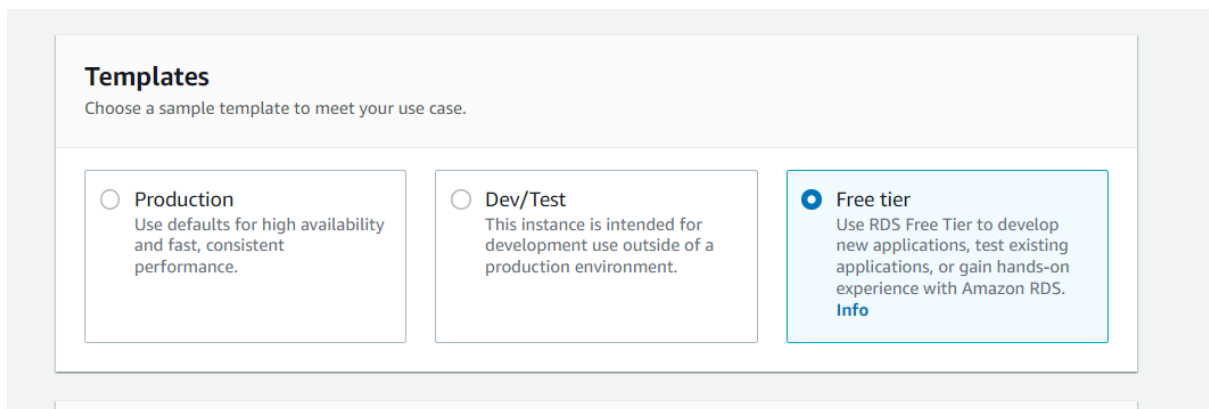 Templates
Choose a sample template to meet your use case.
Production
Use defaults for high availability
and fast, consistent
performance.
Dev/Test
This instance is intended for
development use outside of a
production environment.
Free tier
Use RDS Free Tier to develop
new applications, test existing
applications, or gain hands-on
experience with Amazon RDS.
Info